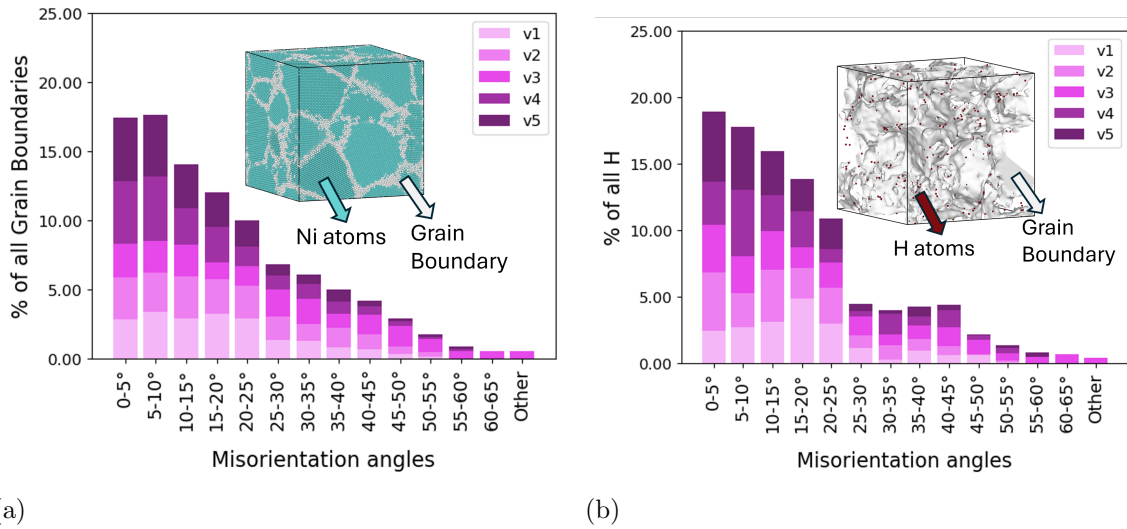 % of all Grain Boundaries
25.00
20.00
15.00
10.00
5.00
0.00
v1
v2
v3
v4
v5
Ni atoms
Grain
Boundary
0-5°
5-10°
10-15°
15-20°
20-25°
25-30°
30-35°
35-40°
40-45°
45-50°
50-55°
55-60°
60-65°
Other
Misorientation angles
a)
% of all H
25.00
20.00
15.00
10.00
5.00
0.00
v1
v2
v3
v4
v5
H atoms
Grain
Boundary
0-5°
5-10°
10-15°
15-20°
20-25°
25-30°
30-35°
35-40°
40-45°
45-50°
50-55°
55-60°
60-65°
Other
Misorientation angles
(b)